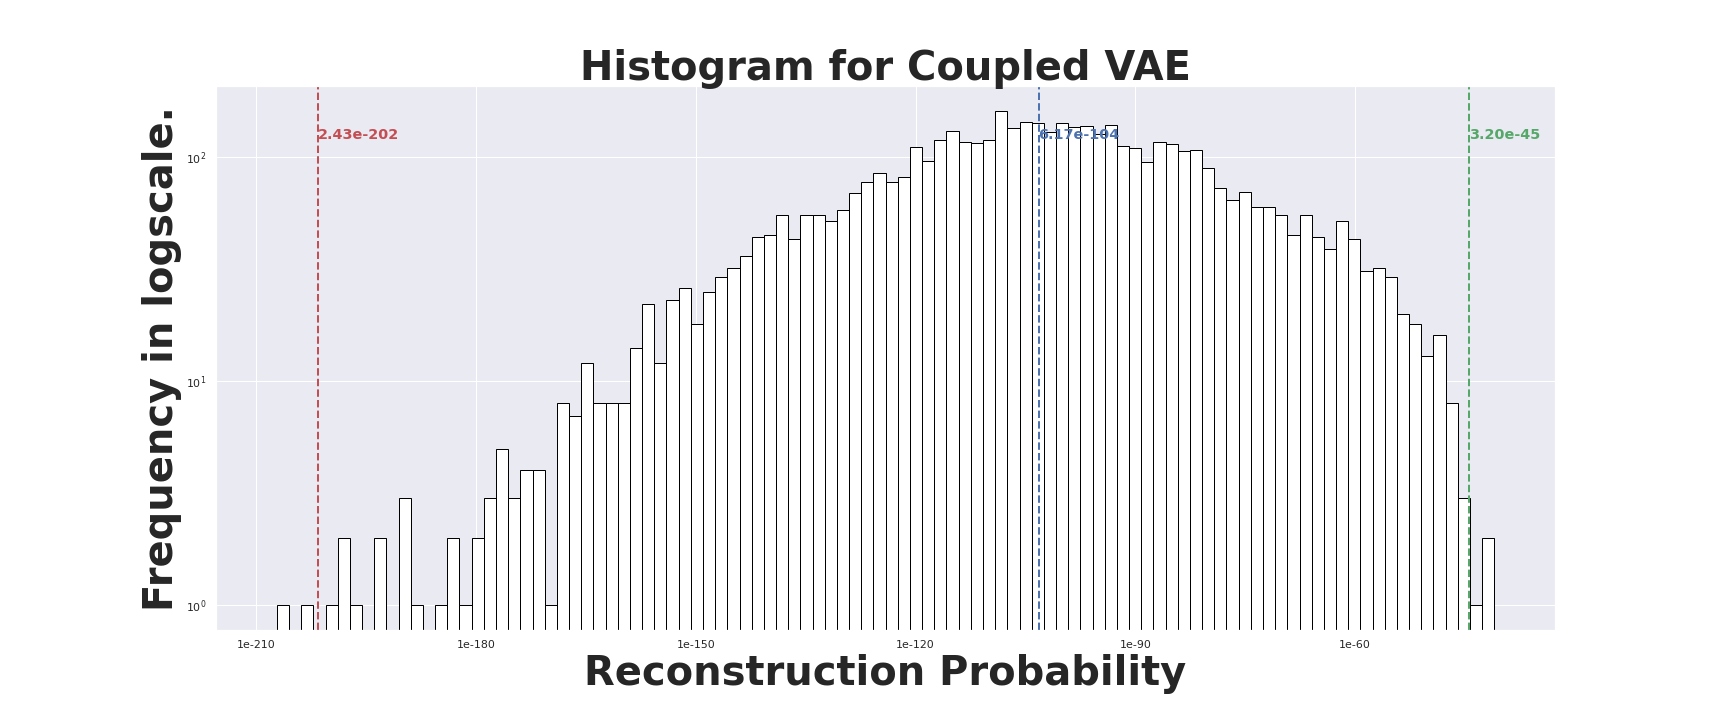 Histogram for Coupled VAE
Frequency in logscale.
2.43e-202
6.17e-104
3.20e-45
10²
10¹
10⁰
1e-210 1e-180 1e-150 1e-120 1e-90 1e-60
Reconstruction Probability